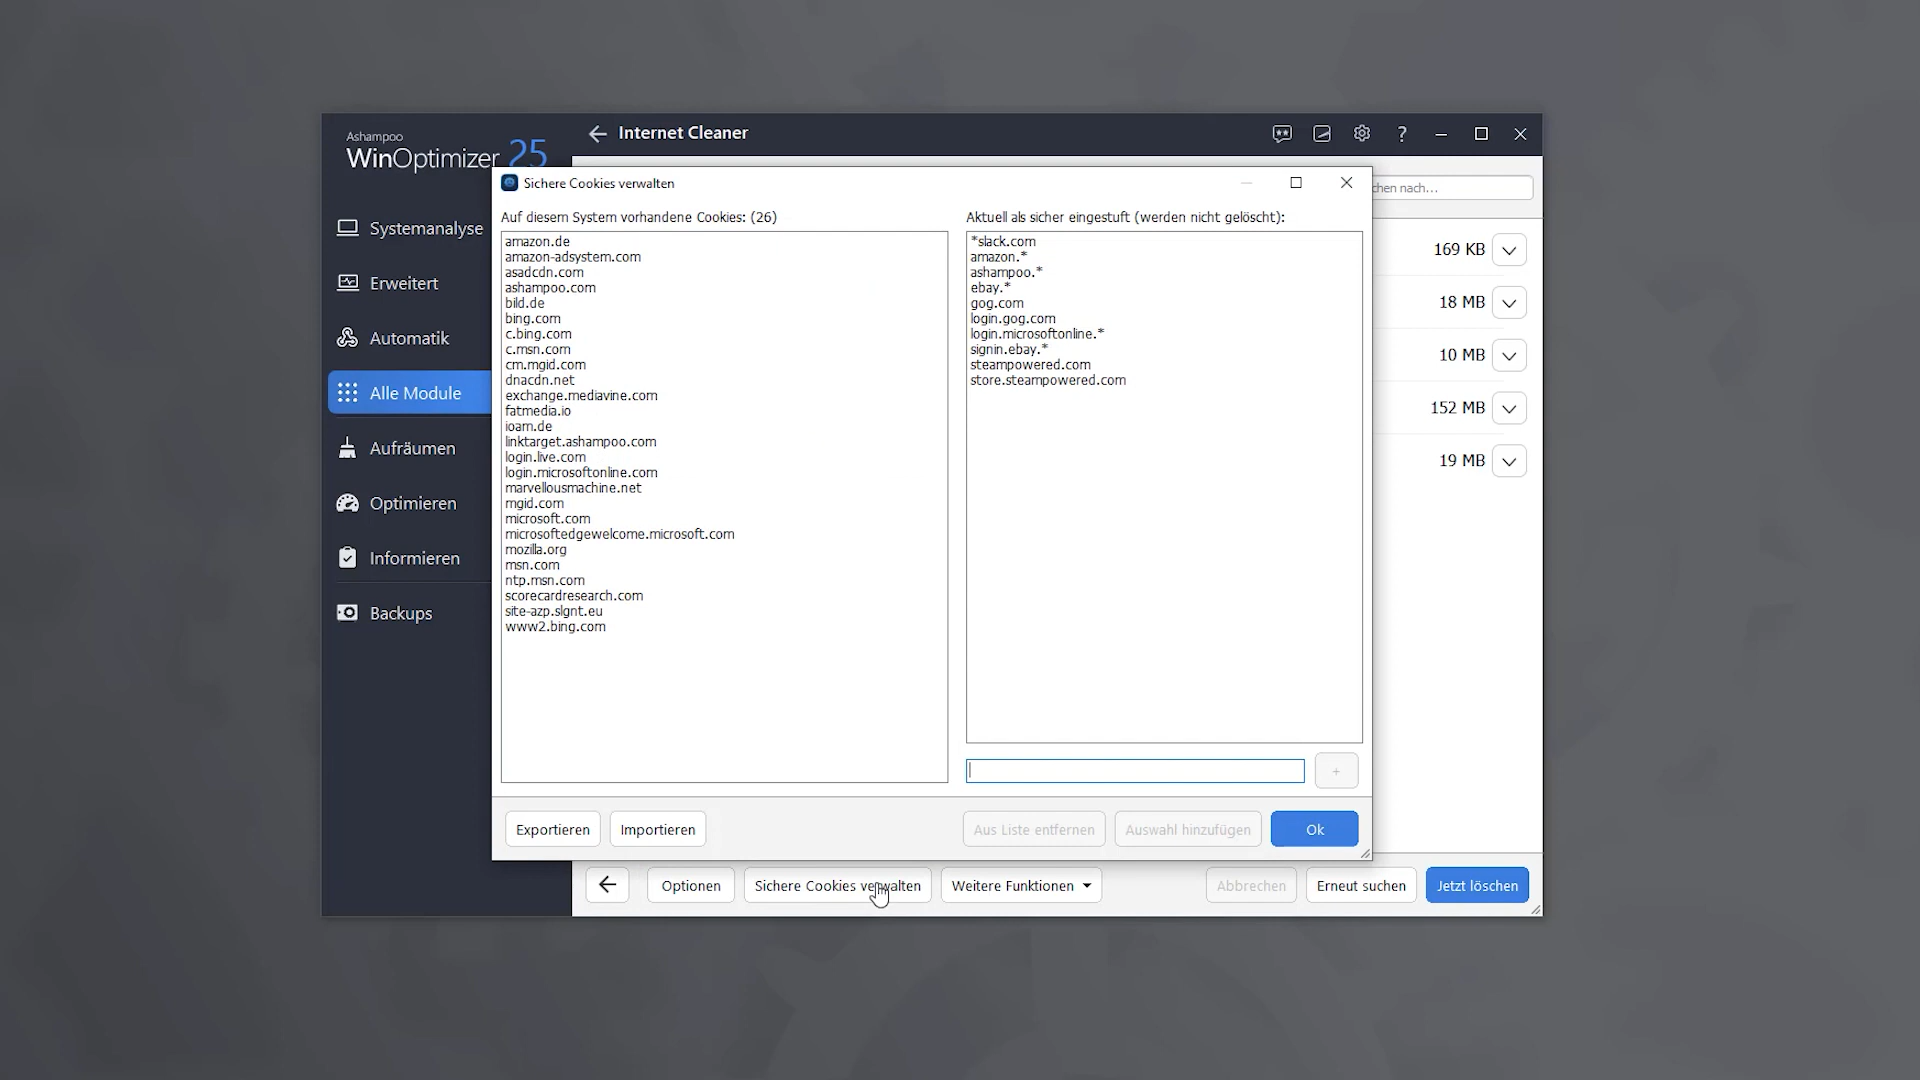 Ashampoo
WinOptimizer 25
Internet Cleaner
?
Sichere Cookies verwalten
chen nach...
Systemanalyse
Erweitert
Automatik
Alle Module
Aufräumen
Optimieren
Informieren
Backups
Auf diesem System vorhandene Cookies: (26)
amazon.de
amazon-adsystem.com
asadcdn.com
ashampoo.com
bild.de
bing.com
c.bing.com
c.msn.com
cm.mgid.com
dnacdn.net
exchange.mediavine.com
fatmedia.io
ioam.de
linktarget.ashampoo.com
login.live.com
login.microsoftonline.com
marvellousmachine.net
mgid.com
microsoft.com
microsoftedgewelcome.microsoft.com
mozilla.org
msn.com
ntp.msn.com
scorecardresearch.com
site-azp.slgnt.eu
www2.bing.com
Aktuell als sicher eingestuft (werden nicht gelöscht):
*slack.com
amazon.*
ashampoo.*
ebay.*
gog.com
login.gog.com
login.microsoftonline.*
signin.ebay.*
steampowered.com
store.steampowered.com
+
169 KB
18 MB
10 MB
152 MB
19 MB
Exportieren
Importieren
Aus Liste entfernen
Auswahl hinzufügen
Ok
Optionen
Sichere Cookies verwalten
Weitere Funktionen
Abbrechen
Erneut suchen
Jetzt löschen